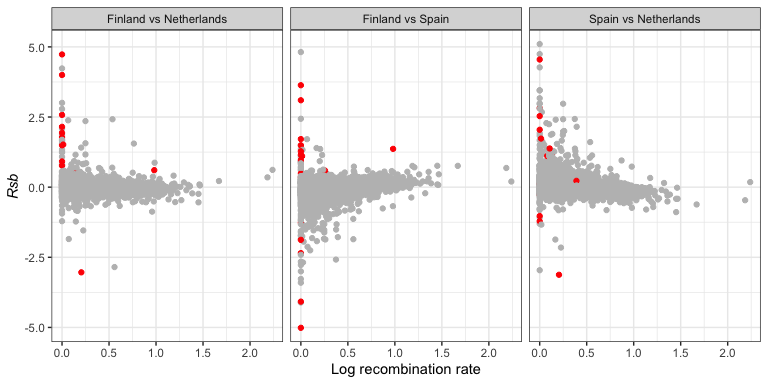 Finland vs Netherlands Finland vs Spain Spain vs Netherlands
5.0
2.5
0.0
-2.5
-5.0
Rsb
0.0 0.5 1.0 1.5 2.0 0.0 0.5 1.0 1.5 2.0 0.0 0.5 1.0 1.5 2.0
Log recombination rate